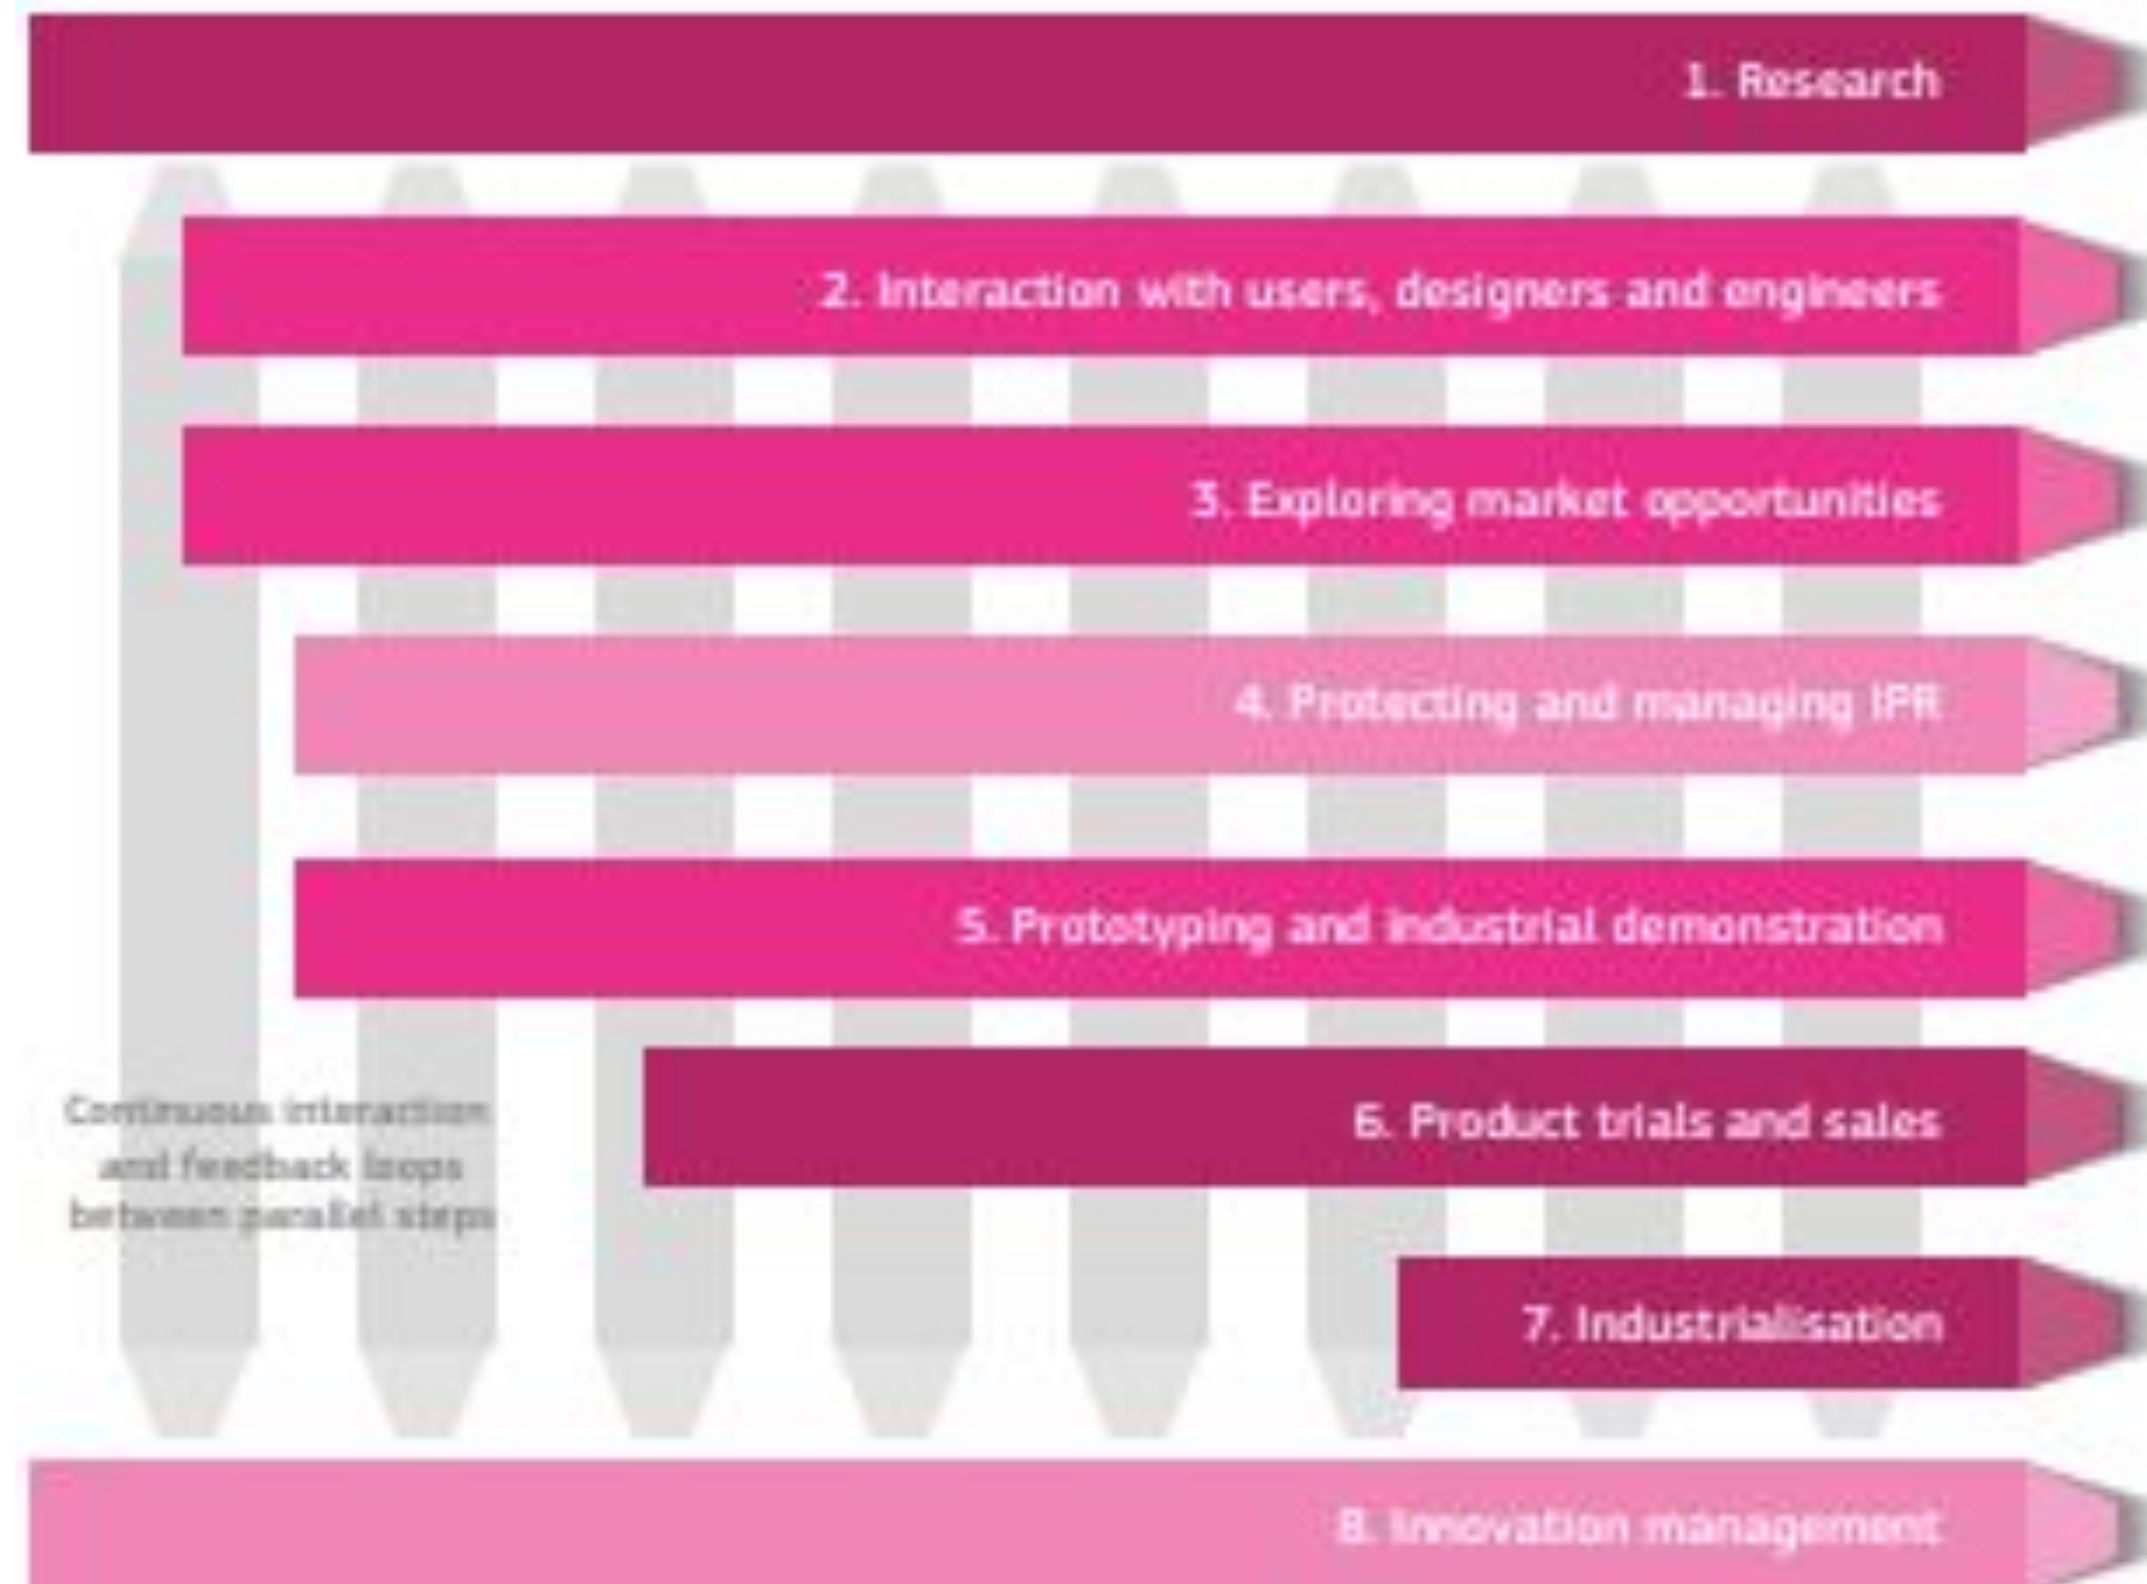 1. Research
2. Interaction with users, designers and engineers
3. Exploring market opportunities
4. Protecting and managing IPR
5. Prototyping and industrial demonstration
6. Product trials and sales
Continuous interaction
and feedback loops
between parallel steps
7. Industrialisation
8. Innovation management